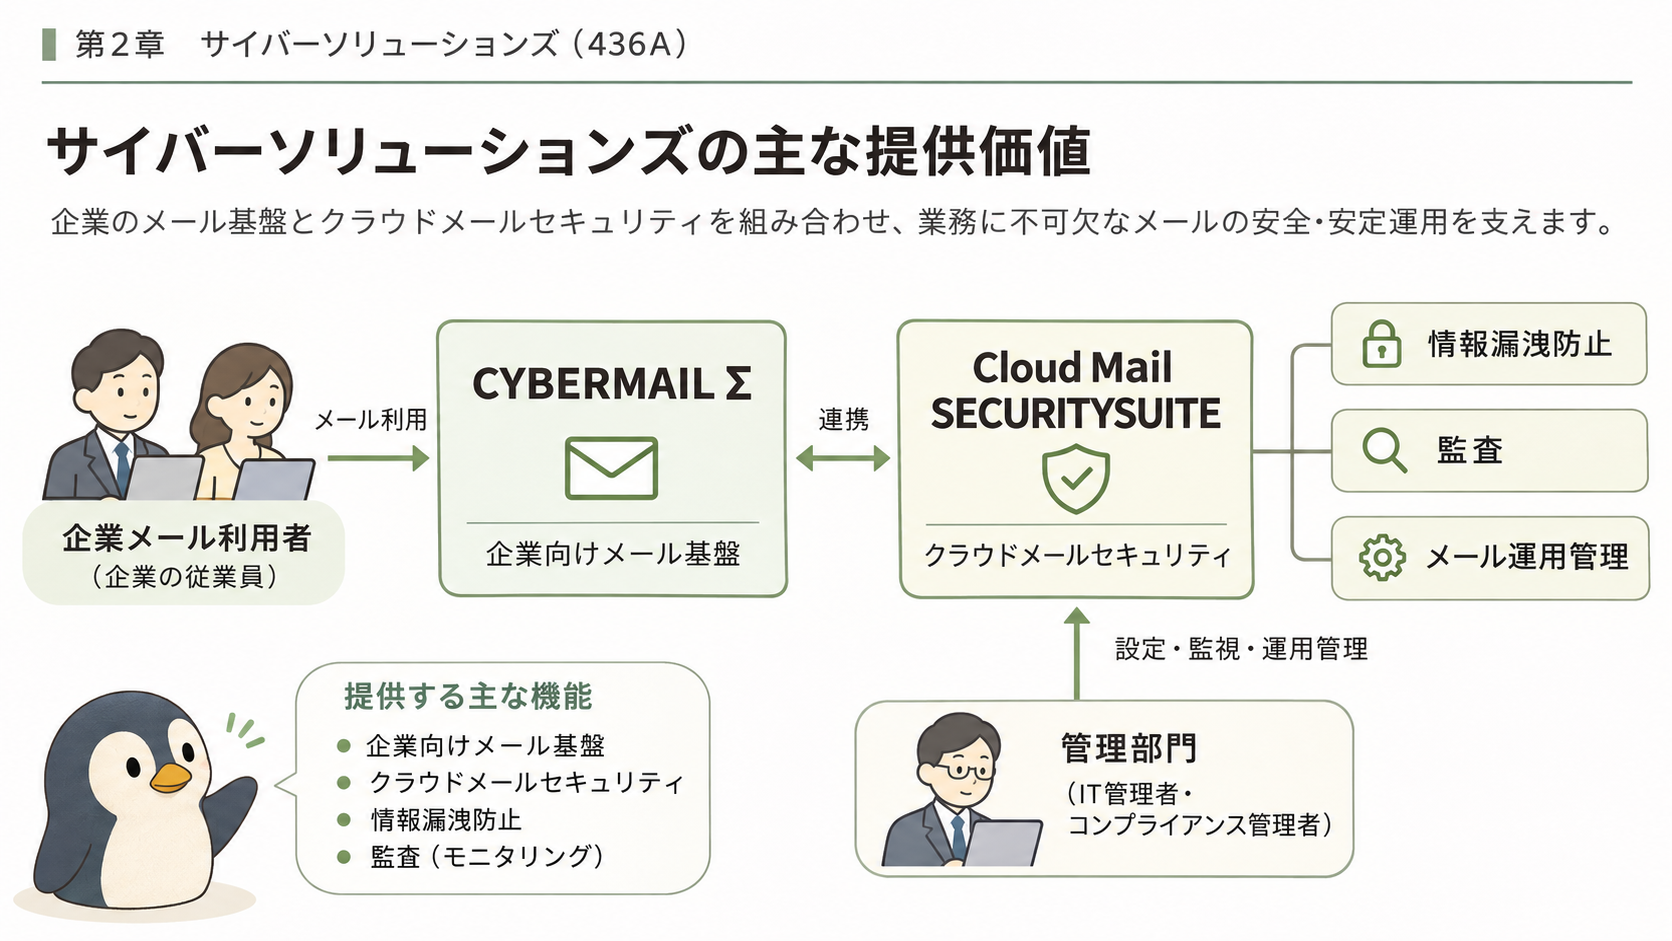 第2章　サイバーソリューションズ（436A）
サイバーソリューションズの主な提供価値
企業のメール基盤とクラウドメールセキュリティを組み合わせ、業務に不可欠なメールの安全・安定運用を支えます。
メール利用
企業メール利用者
（企業の従業員）
CYBERMAIL Σ
企業向けメール基盤
連携
Cloud Mail
SECURITYSUITE
クラウドメールセキュリティ
情報漏洩防止
監査
メール運用管理
設定・監視・運用管理
管理部門
（IT管理者・
コンプライアンス管理者）
提供する主な機能
● 企業向けメール基盤
● クラウドメールセキュリティ
● 情報漏洩防止
● 監査（モニタリング）